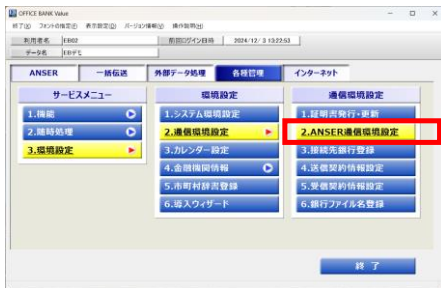 OFFICE BANK Value
終了(X) フォントの指定(F) 表示設定(D) バージョン情報(V) 操作説明(H)
利用者名 EB02 前回ログイン日時 2024/12/ 3 13:22:53
データ名 EBデモ
ANSER 一括伝送 外部データ処理 各種管理 インターネット
サービスメニュー 環境設定 通信環境設定
1.機能 1.システム環境設定 1.証明書発行・更新
2.随時処理 2.通信環境設定 2.ANSER通信環境設定
3.環境設定 3.カレンダー設定 3.接続先銀行登録
4.金融機関情報 4.送信契約情報設定
5.市町村辞書登録 5.受信契約情報設定
6.導入ウィザード 6.銀行ファイル名登録
終 了